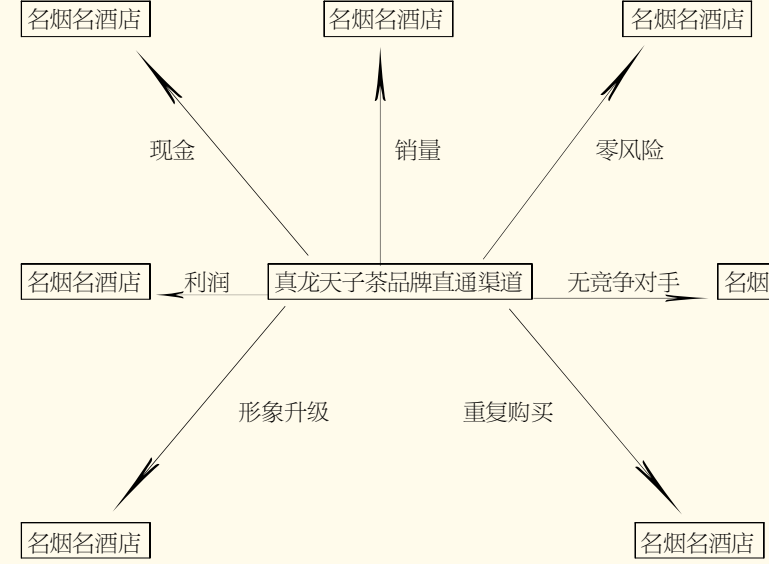 名烟名酒店
名烟名酒店
名烟名酒店
现金
销量
零风险
名烟名酒店
利润
真龙天子茶品牌直通渠道
无竞争对手
名烟
形象升级
重复购买
名烟名酒店
名烟名酒店